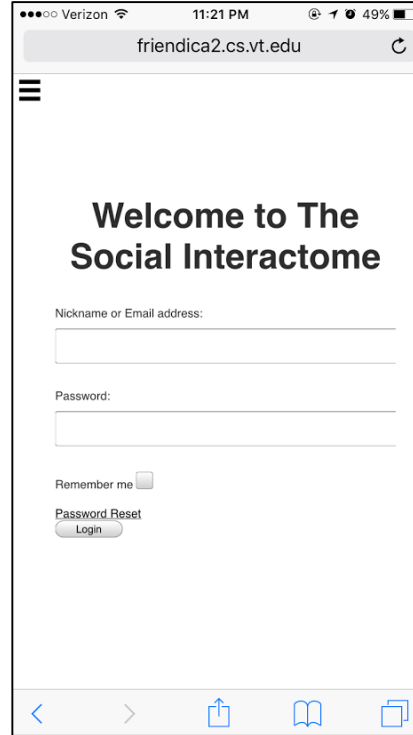 Verizon 11:21 PM 49%
friendica2.cs.vt.edu
Welcome to The
Social Interactome
Nickname or Email address:
Password:
Remember me
Password Reset
Login